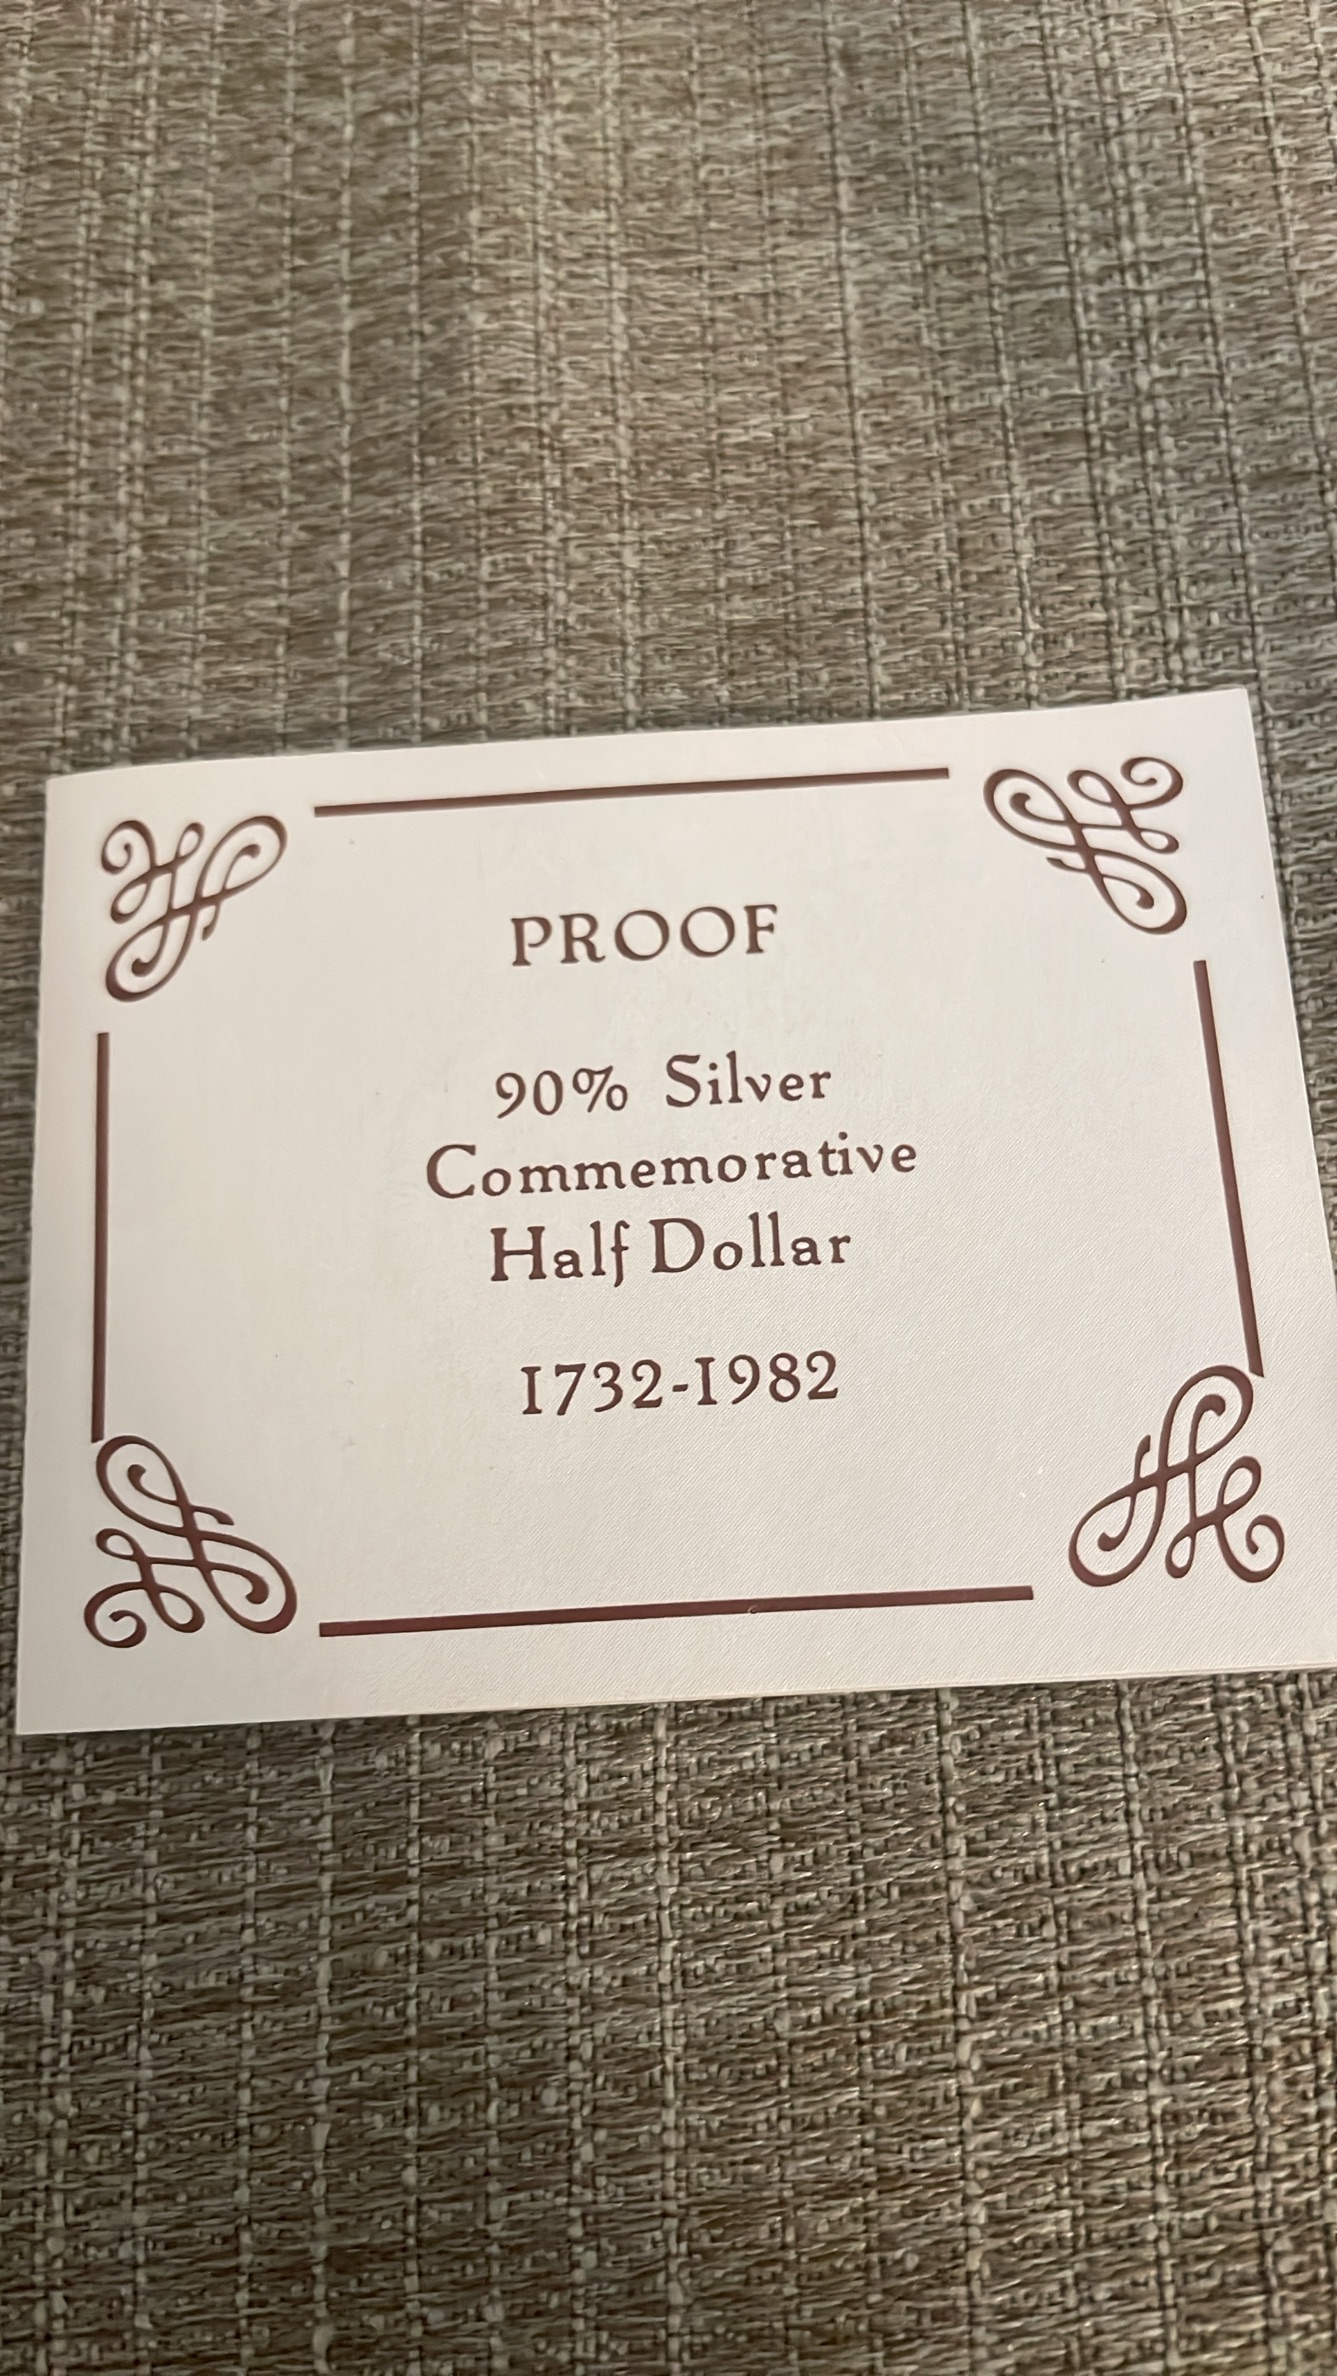 PROOF
90% Silver
Commemorative
Half Dollar
1732-1982